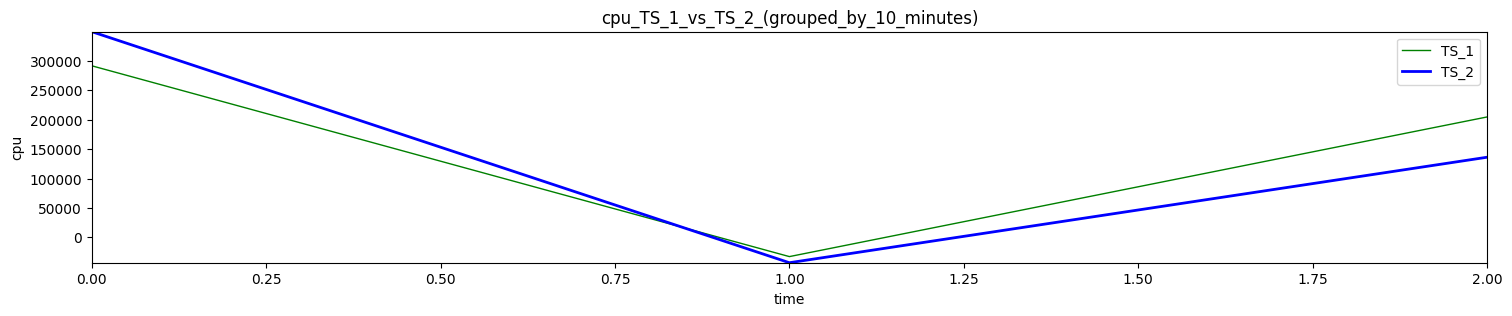 cpu_TS_1_vs_TS_2_(grouped_by_10_minutes)
TS_1
TS_2
300000
250000
200000
150000
100000
50000
0
cpu
0.00 0.25 0.50 0.75 1.00 1.25 1.50 1.75 2.00
time